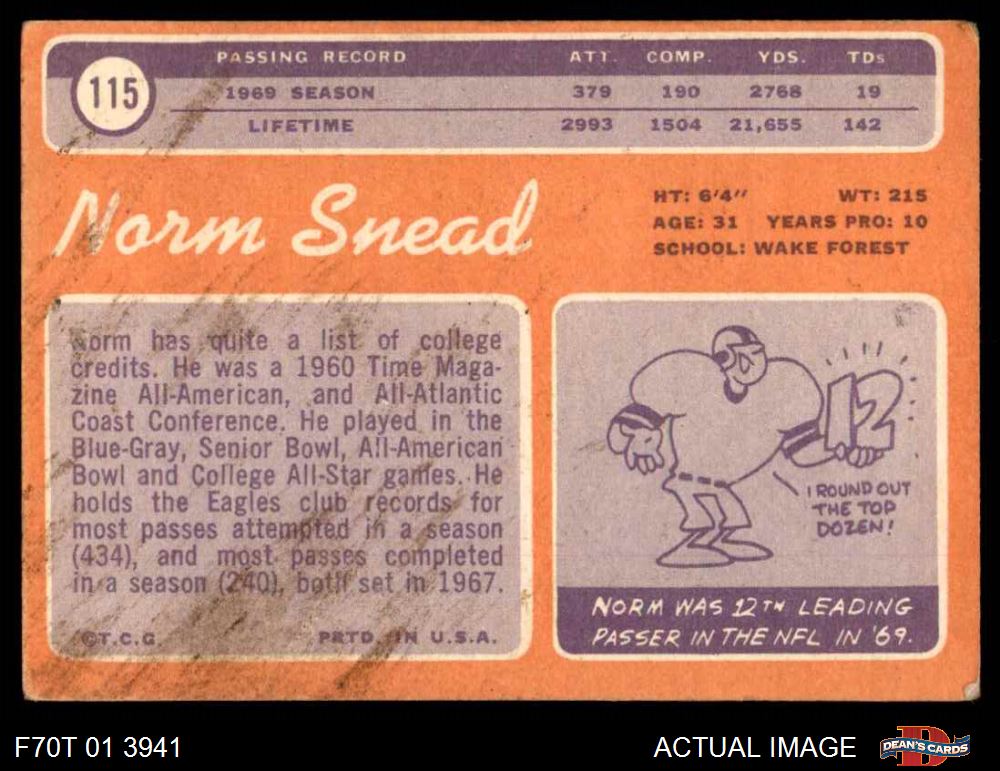 115
PASSING RECORD ATT. COMP. YDS. TDs
1969 SEASON 379 190 2768 19
LIFETIME 2993 1504 21,655 142
Norm Snead
HT: 6'4" WT: 215
AGE: 31 YEARS PRO: 10
SCHOOL: WAKE FOREST
Norm has quite a list of college
credits. He was a 1960 Time Maga-
zine All-American, and All-Atlantic
Coast Conference. He played in the
Blue-Gray, Senior Bowl, All-American
Bowl and College All-Star games. He
holds the Eagles club records for
most passes attempted in a season
(434), and most passes completed
in a season (240), both set in 1967.
©T.C.G. PRTD. IN U.S.A.
12
I ROUND OUT
THE TOP
DOZEN!
NORM WAS 12TH LEADING
PASSER IN THE NFL IN '69.
F70T 01 3941
ACTUAL IMAGE
DEAN'S CARDS